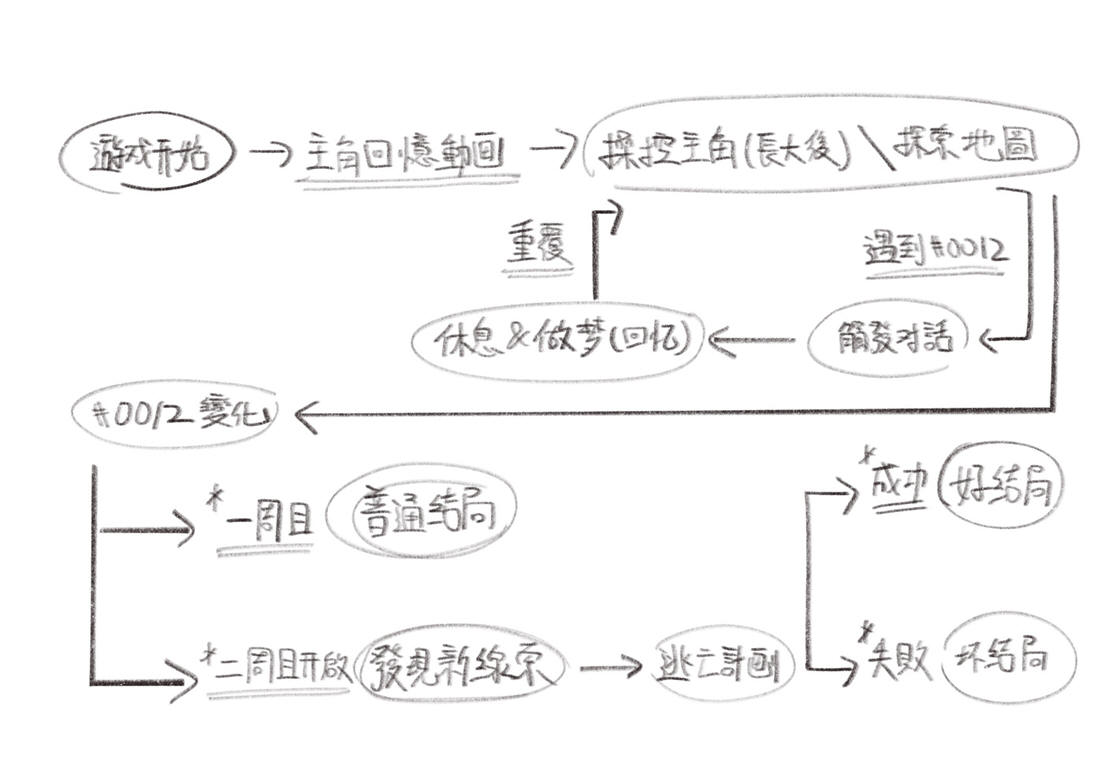 遊戏开始
主角回憶動画
操控主角(長大後)\探索地圖
重覆
遇到#0012
休息&做梦(回忆)
簡發对話
#0012變化
*一周目
普通结局
*成功
好结局
*二周目开啟
發現新線索
逃亡計劃
*失敗
坏结局